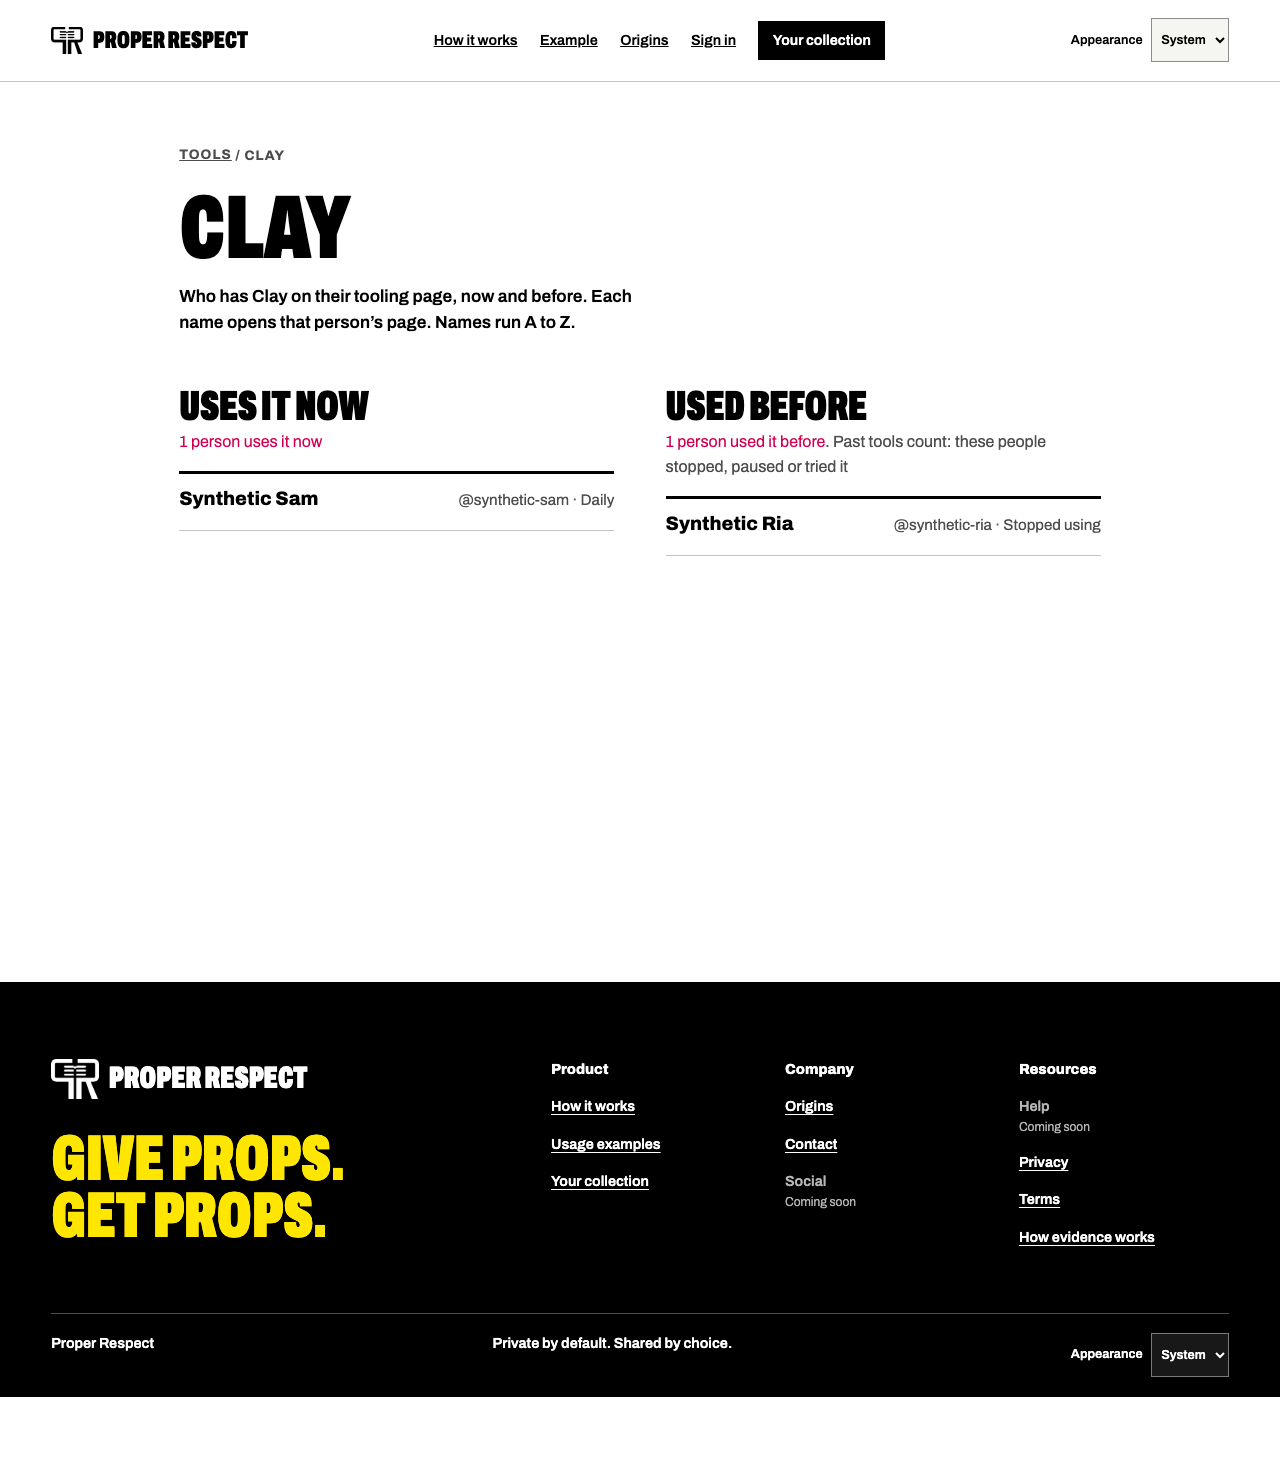 PROPER RESPECT
How it works
Example
Origins
Sign in
Your collection
Appearance
System
TOOLS / CLAY
CLAY
Who has Clay on their tooling page, now and before. Each
name opens that person’s page. Names run A to Z.
USES IT NOW
1 person uses it now
Synthetic Sam
@synthetic-sam · Daily
USED BEFORE
1 person used it before. Past tools count: these people
stopped, paused or tried it
Synthetic Ria
@synthetic-ria · Stopped using
PROPER RESPECT
GIVE PROPS.
GET PROPS.
Product
How it works
Usage examples
Your collection
Company
Origins
Contact
Social
Coming soon
Resources
Help
Coming soon
Privacy
Terms
How evidence works
Proper Respect
Private by default. Shared by choice.
Appearance
System